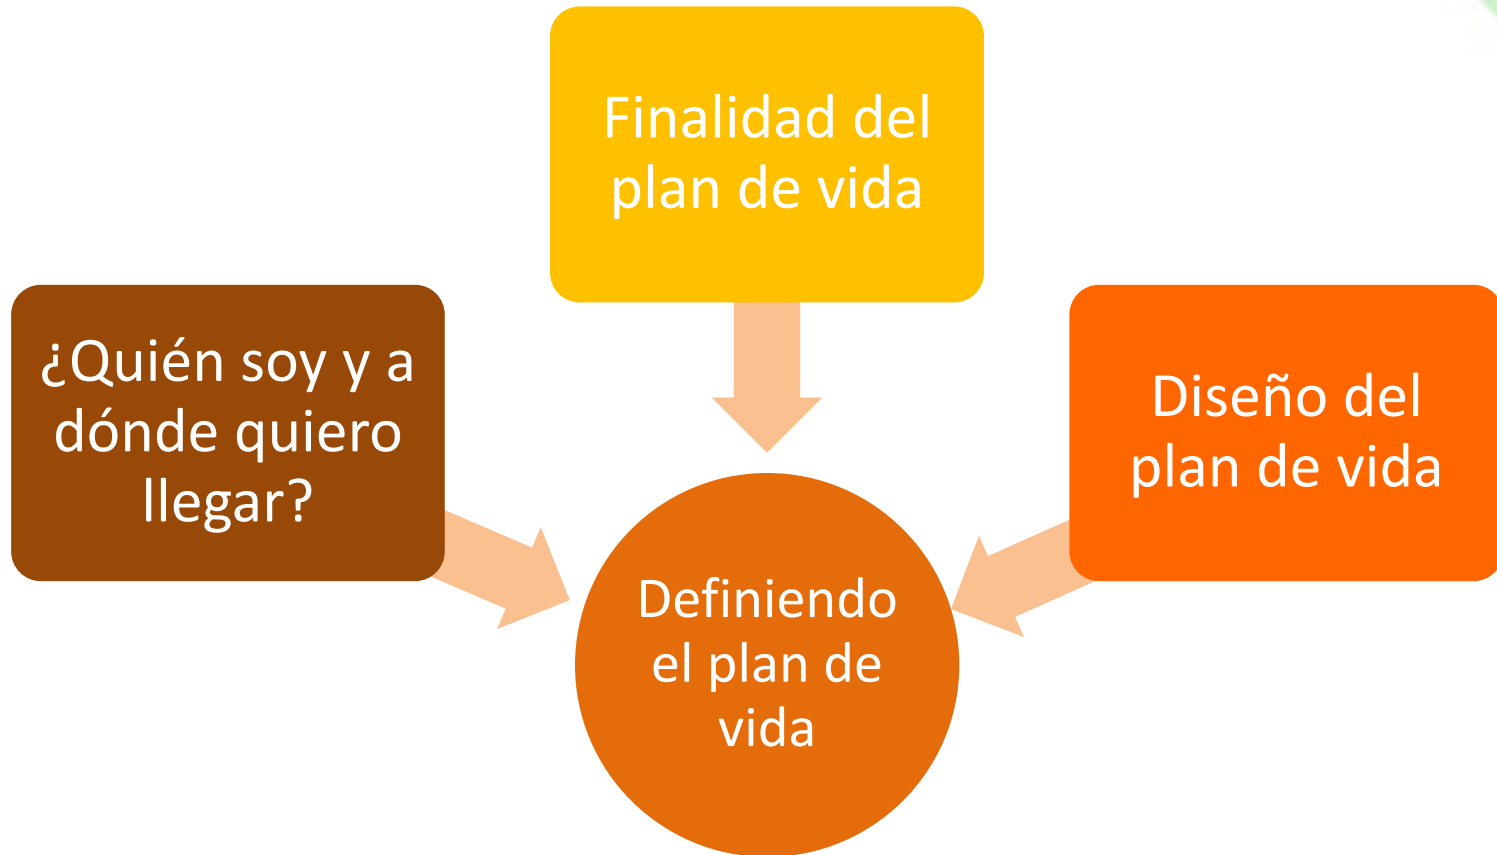 Finalidad del
plan de vida
¿Quién soy y a
dónde quiero
llegar?
Diseño del
plan de vida
Definiendo
el plan de
vida